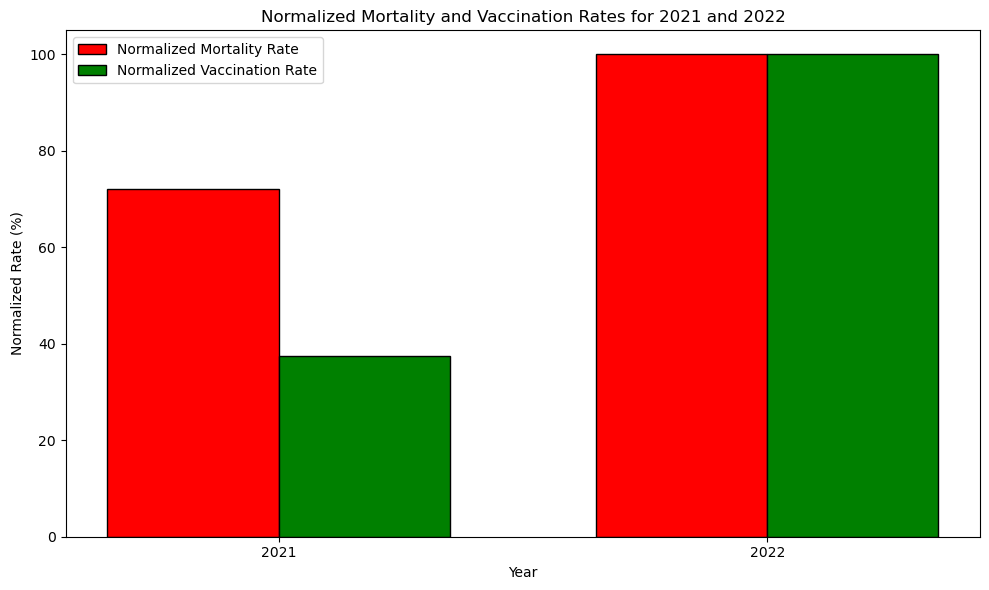 Normalized Mortality and Vaccination Rates for 2021 and 2022
Normalized Mortality Rate
Normalized Vaccination Rate
Normalized Rate (%)
100
80
60
40
20
0
2021
2022
Year